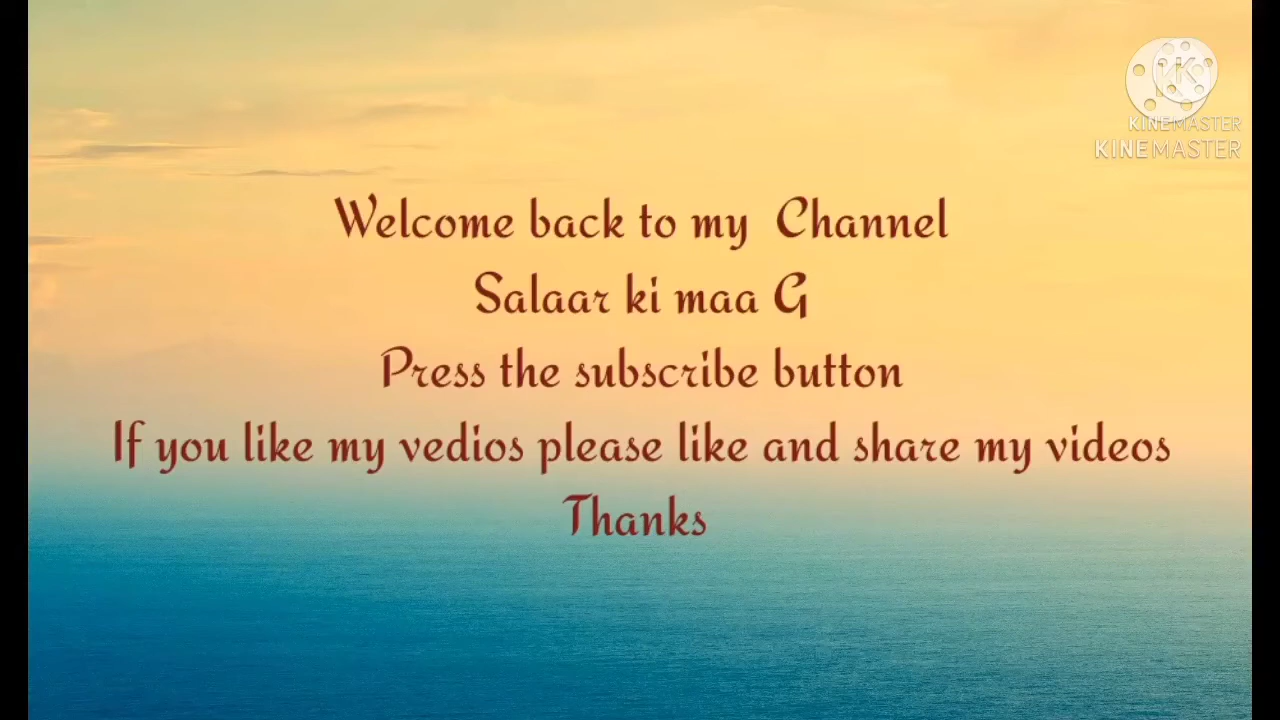 KINEMASTER
KINEMASTER
Welcome back to my Channel
Salaar ki maa G
Press the subscribe button
If you like my vedios please like and share my videos
Thanks